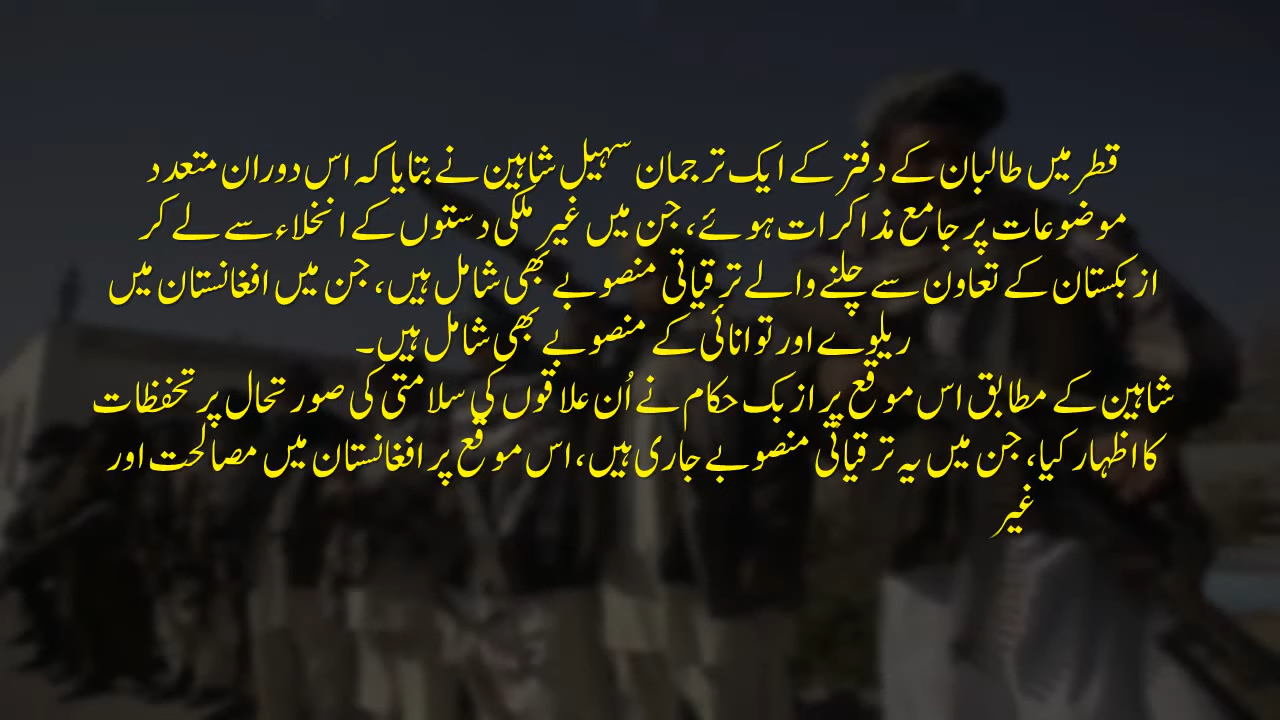 قطر میں طالبان کے دفتر کے ایک ترجمان سہیل شاہین نے بتایا کہ اس دوران متعدد
موضوعات پر جامع مذاکرات ہوئے، جن میں غیر ملکی دستوں کے انخلاء سے لے کر
ازبکستان کے تعاون سے چلنے والے ترقیاتی منصوبے بھی شامل ہیں، جن میں افغانستان میں
ریلوے اور توانائی کے منصوبے بھی شامل ہیں۔
شاہین کے مطابق اس موقع پر ازبک حکام نے اُن علاقوں کی سلامتی کی صورتحال پر تحفظات
کا اظہار کیا، جن میں یہ ترقیاتی منصوبے جاری ہیں، اس موقع پر افغانستان میں مصالحت اور
غیر